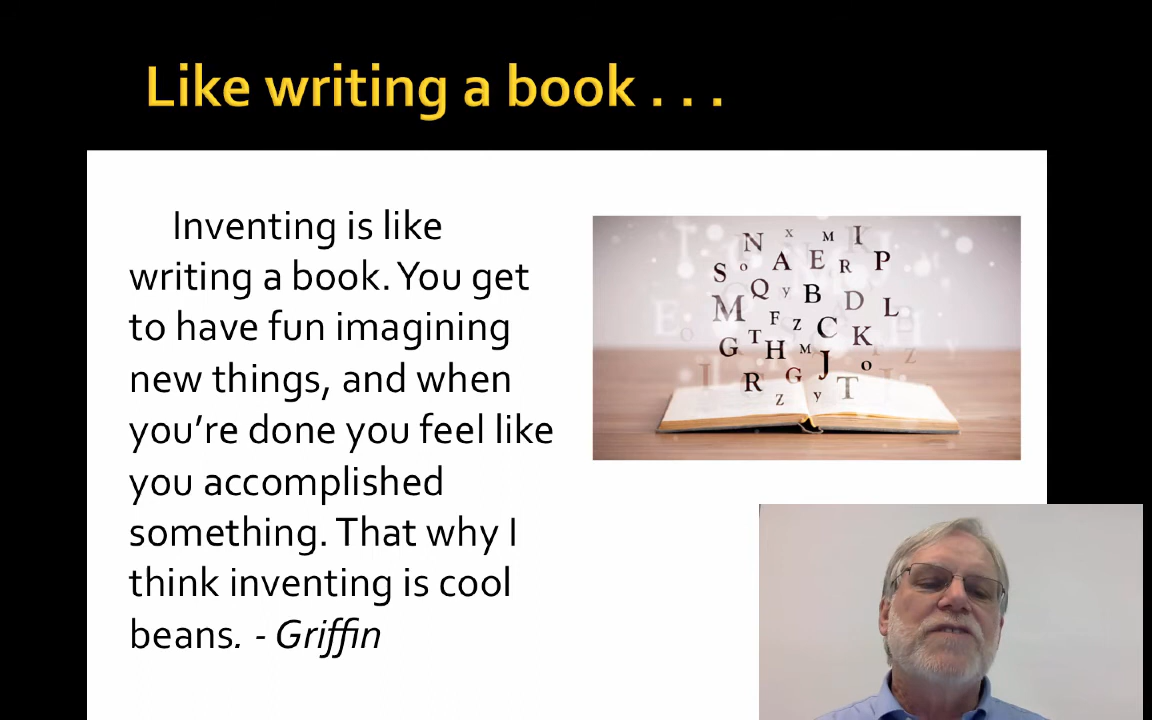 Like writing a book . . .
Inventing is like
writing a book. You get
to have fun imagining
new things, and when
you’re done you feel like
you accomplished
something. That why I
think inventing is cool
beans. - Griffin
N x M I
S o A E R P
M Q y B D L
F z C K
G T H M J o
R G T
z y